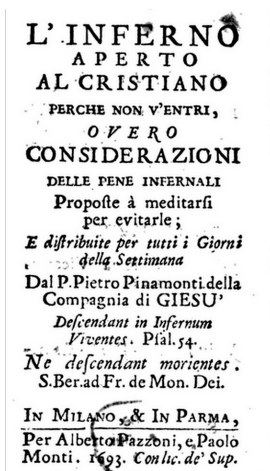 L'INFERNO
APERTO
AL CRISTIANO
PERCHE NON V'ENTRI,
OVERO
CONSIDERAZIONI
DELLE PENE INFERNALI
Proposte à meditarsi
per evitarle;
E distribuite per tutti i Giorni
della Settimana
Dal P. Pietro Pinamonti. della
Compagnia di GIESU'
Descendant in Infernum
Viventes. Psal. 54.
Ne descendant morientes.
S. Ber. ad Fr. de Mon. Dei.
IN MILANO, & IN PARMA,
Per Alberto Pazzoni, e Paolo
Monti. 1693. Con lic. de' Sup.